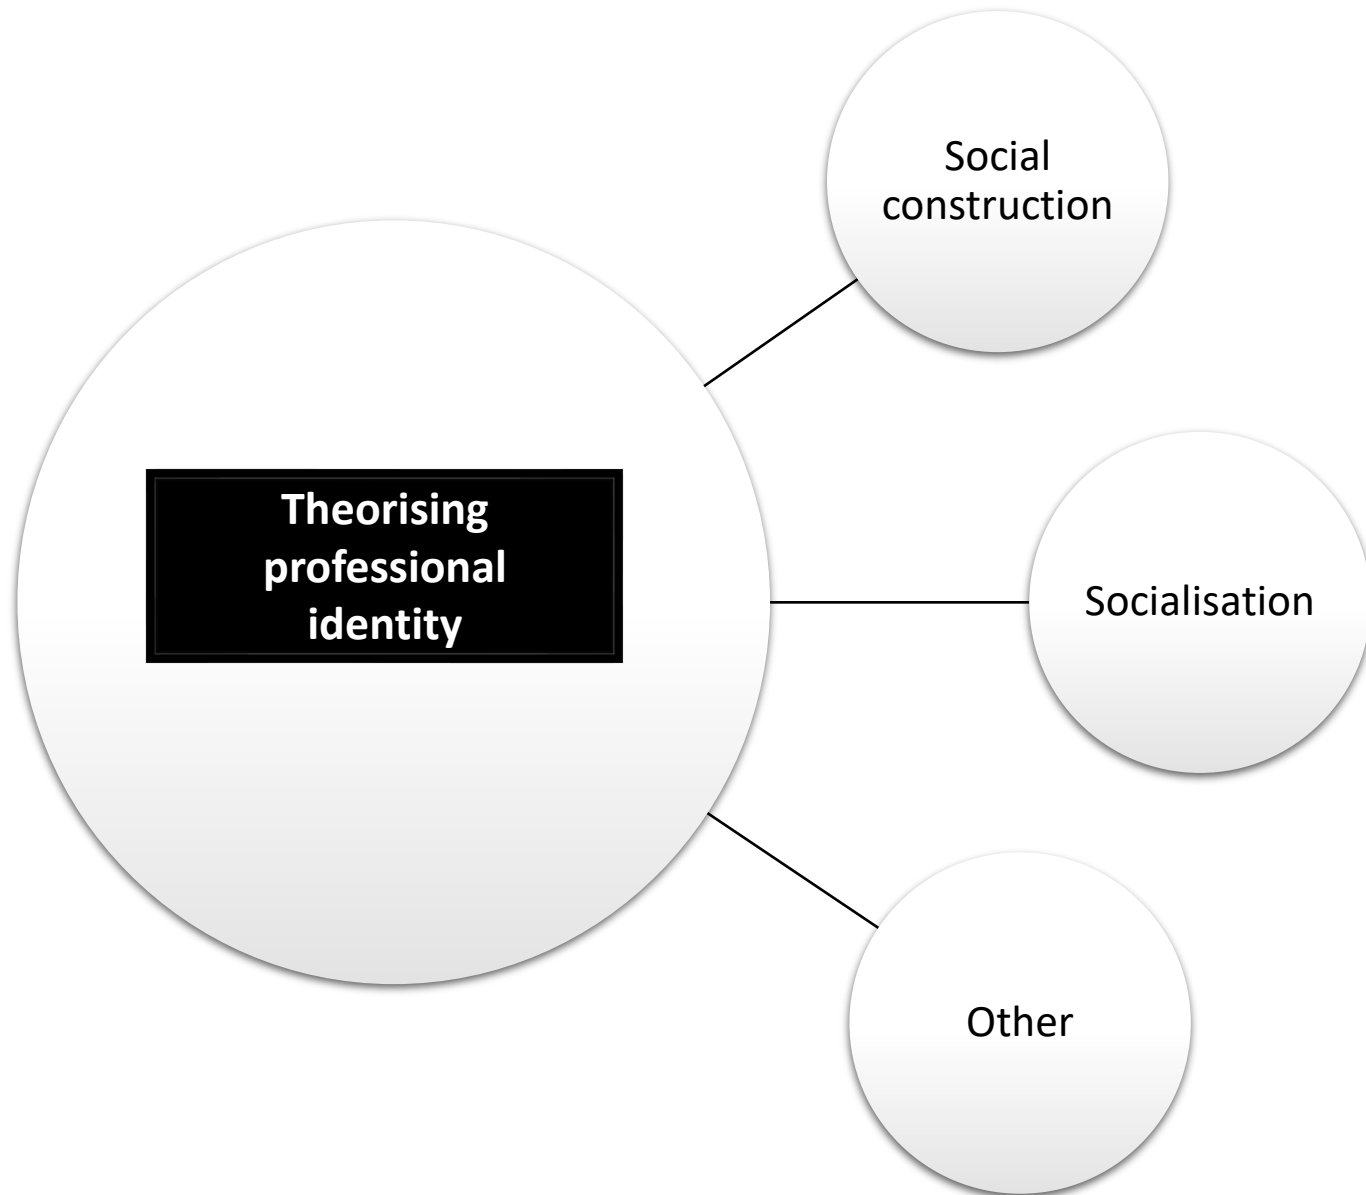 Social
construction
Theorising
professional
identity
Socialisation
Other